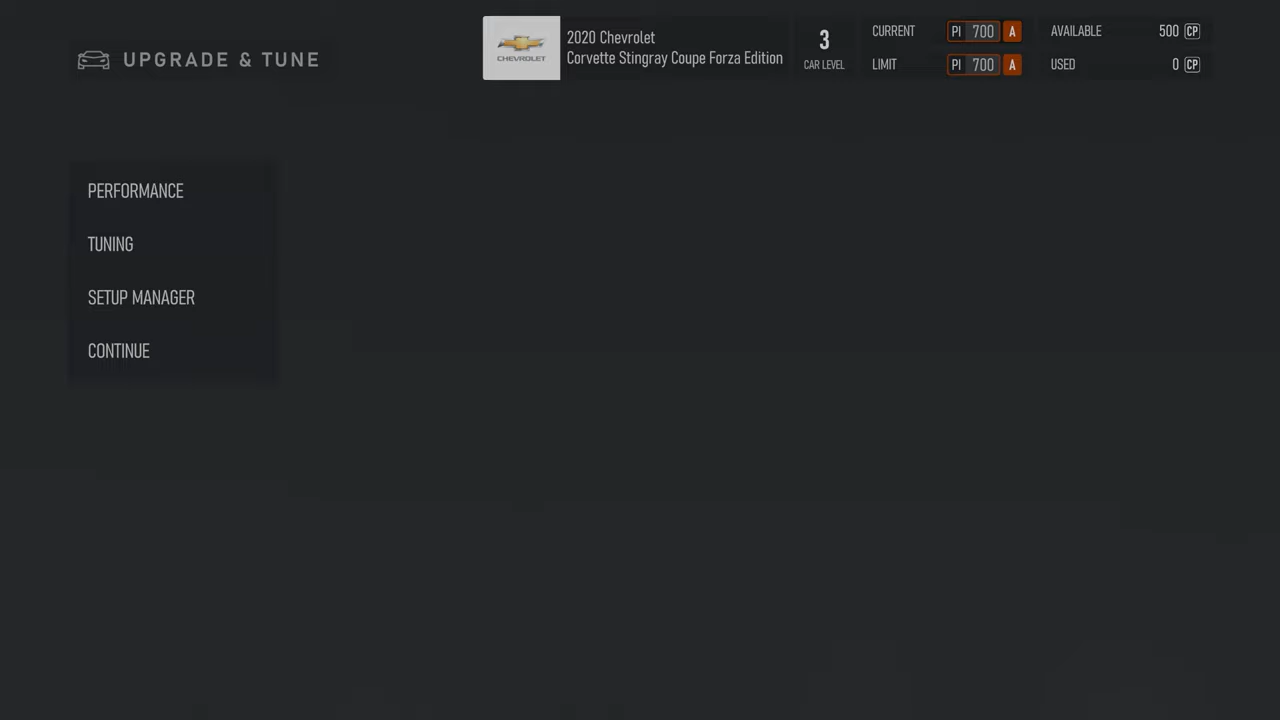 UPGRADE & TUNE
CHEVROLET
2020 Chevrolet
Corvette Stingray Coupe Forza Edition
3
CAR LEVEL
CURRENT PI 700 A
LIMIT PI 700 A
AVAILABLE 500 CP
USED 0 CP
PERFORMANCE
TUNING
SETUP MANAGER
CONTINUE